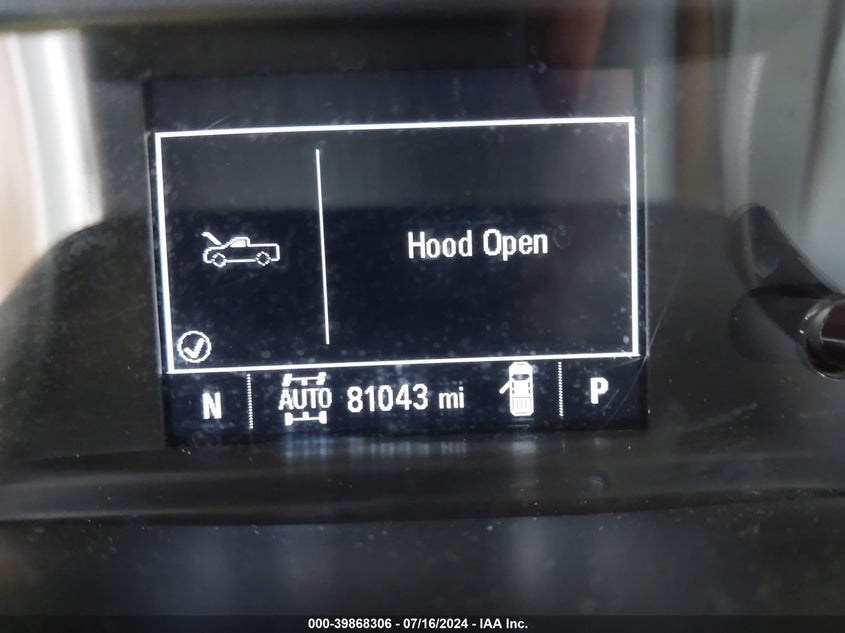 Hood Open
N AUTO 81043 mi P
000-39868306 - 07/16/2024 - IAA Inc.